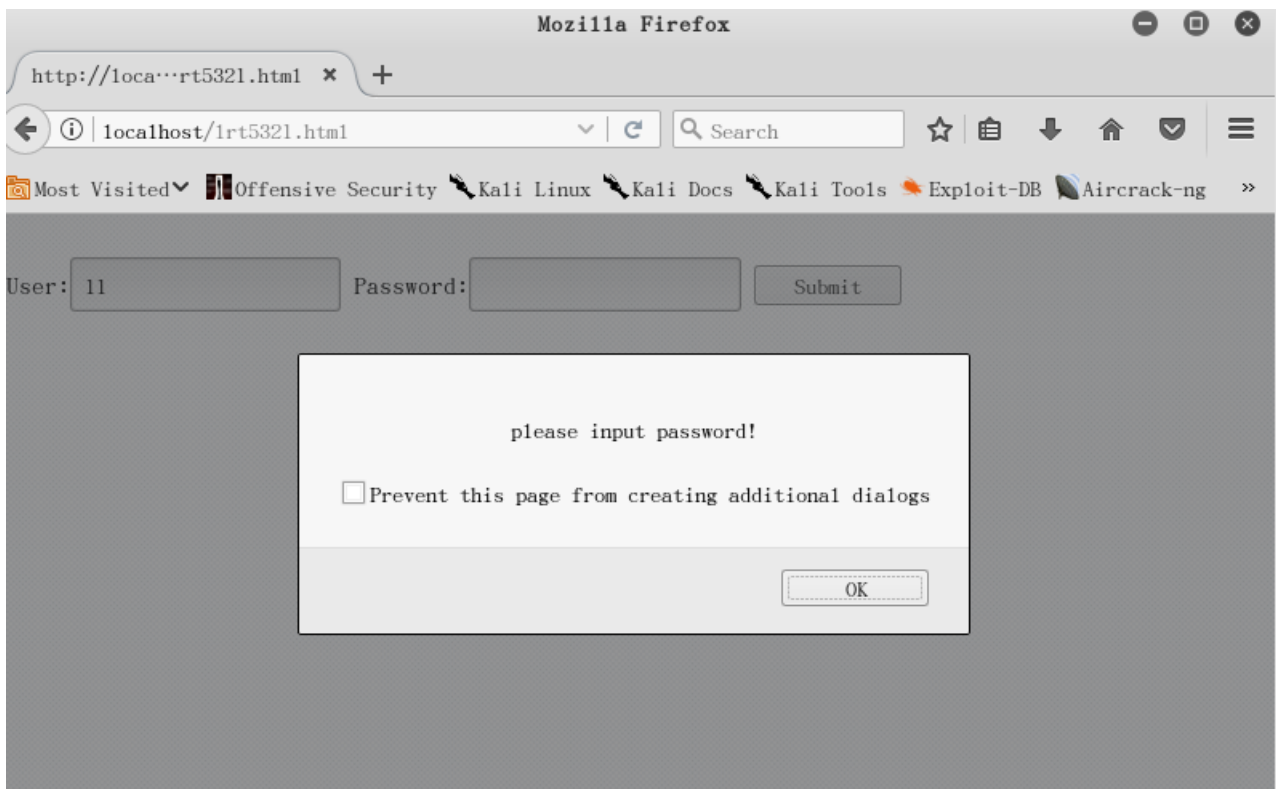 Mozilla Firefox
http://loca···rt5321.html
localhost/lrt5321.html
Search
Most Visited Offensive Security Kali Linux Kali Docs Kali Tools Exploit-DB Aircrack-ng »
User: ll Password: Submit
please input password!
Prevent this page from creating additional dialogs
OK